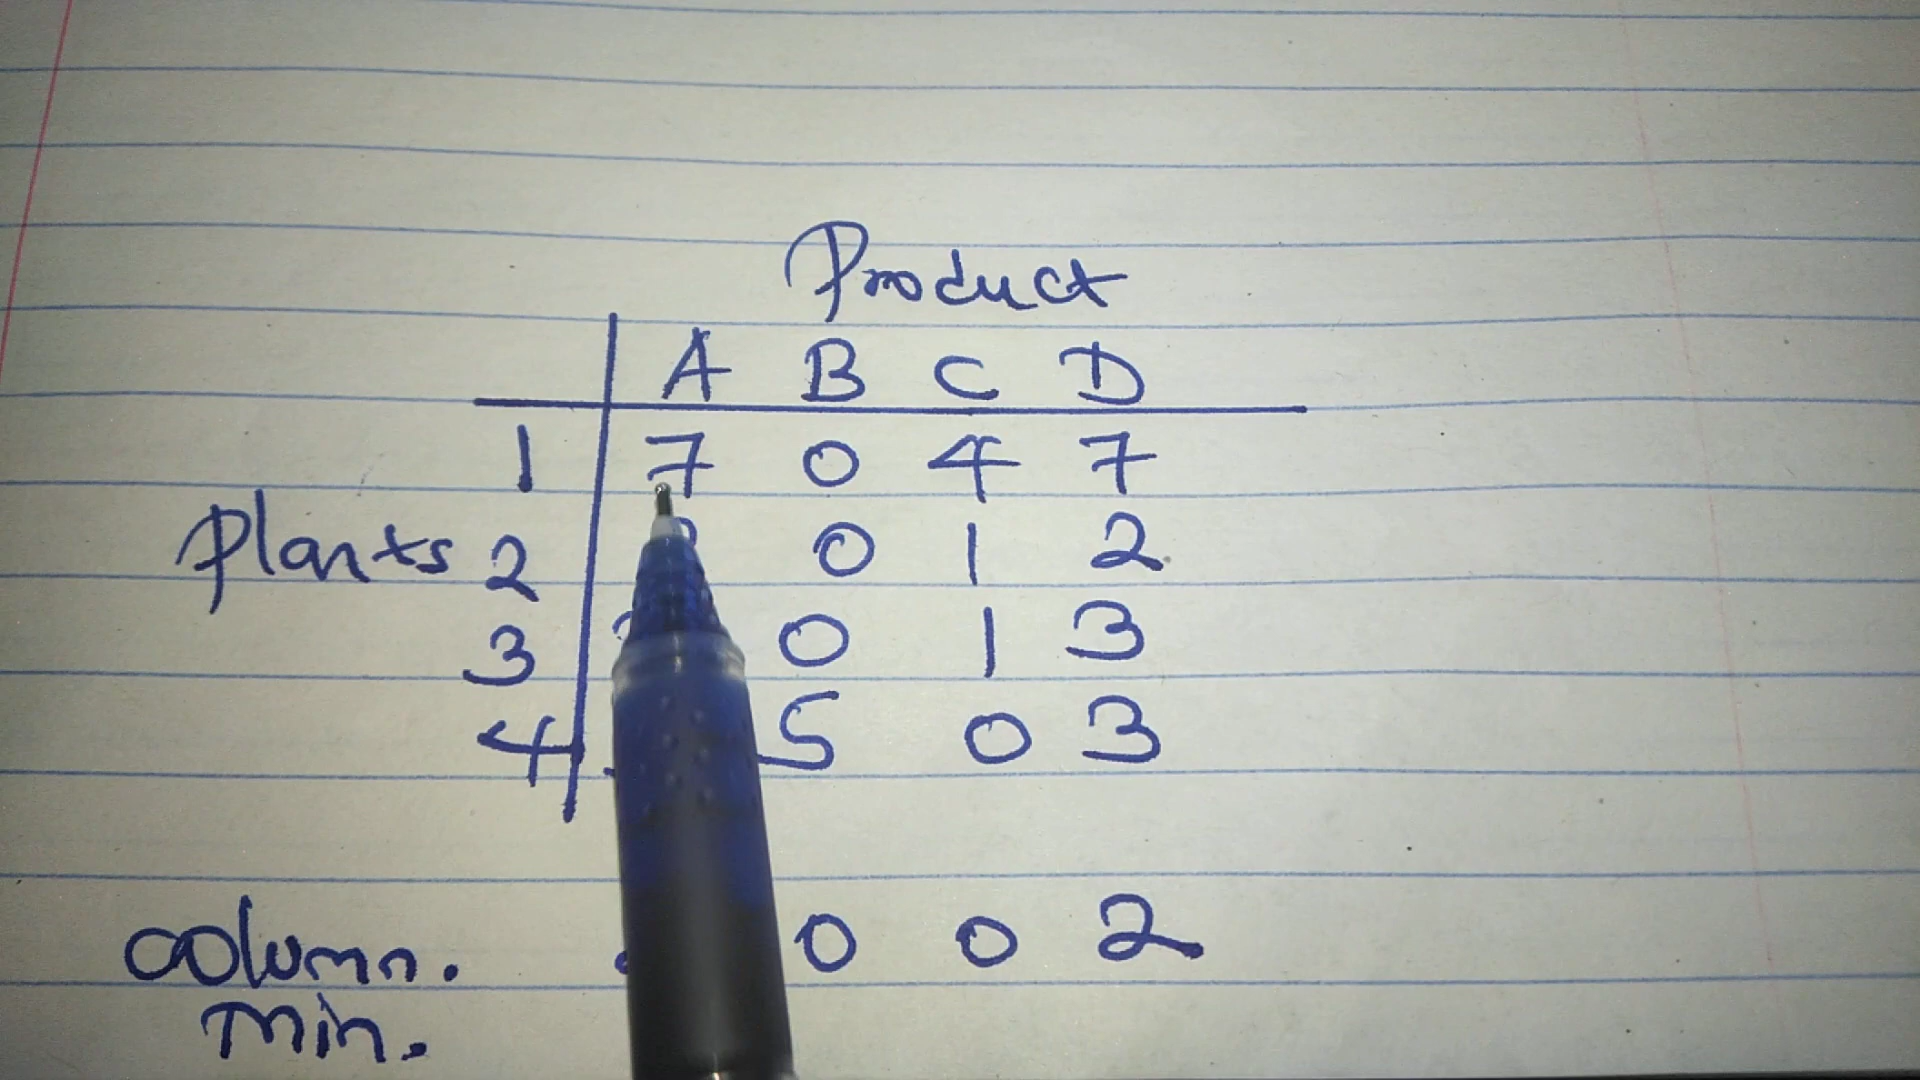 Product
A B C D
1 7 0 4 7
Plants 2 0 1 2
3 0 1 3
4 5 0 3
column. 0 0 2
min.